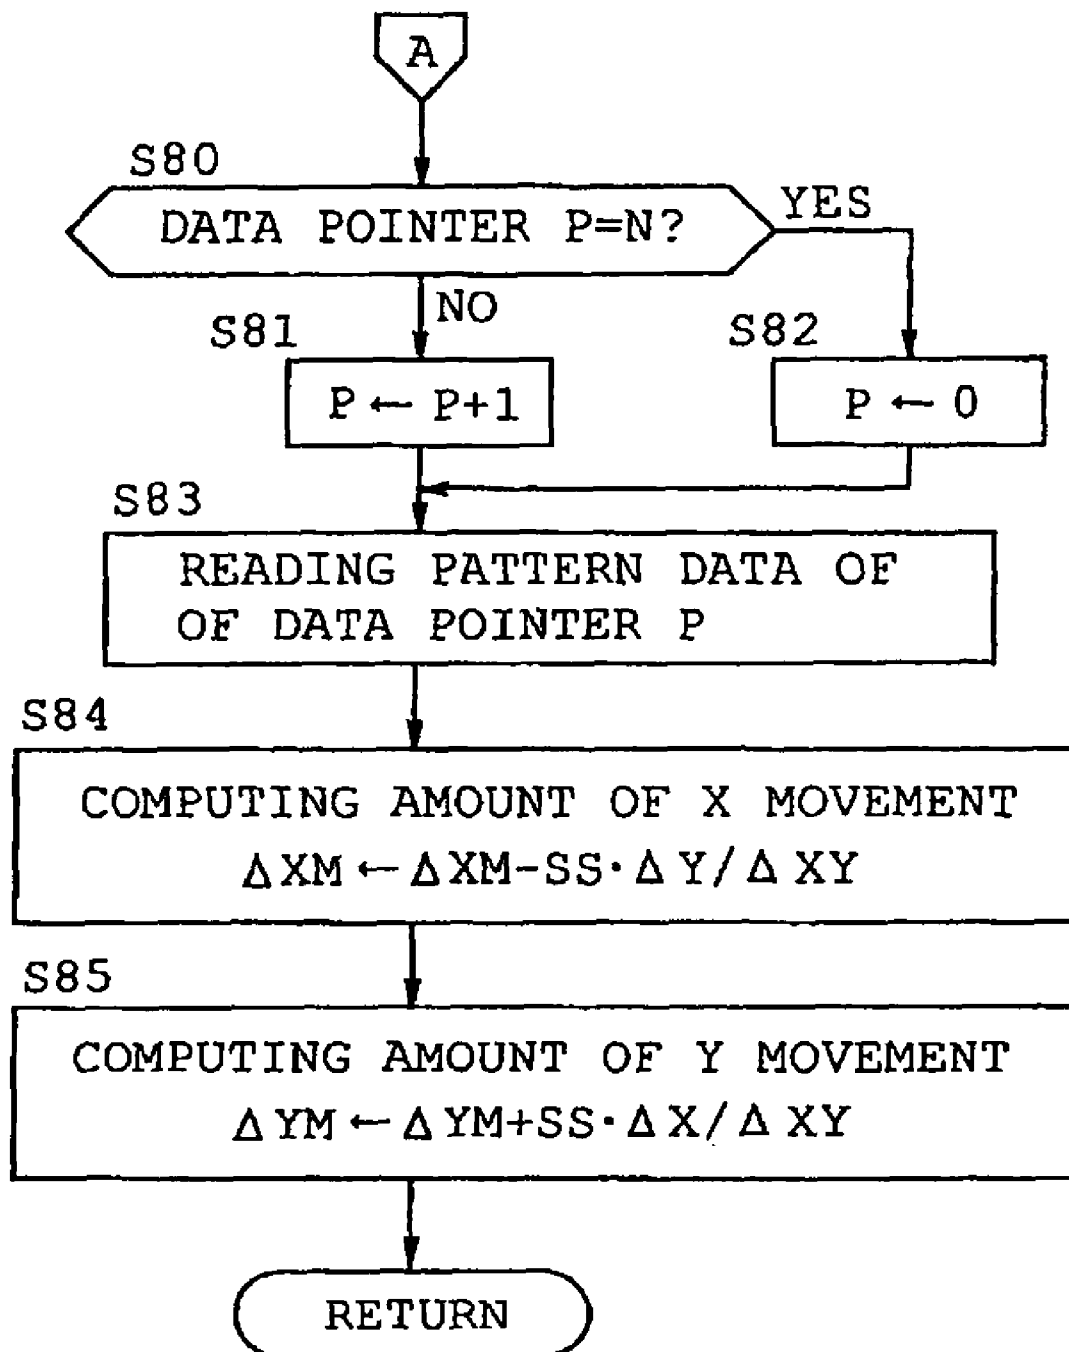 A
S80
DATA POINTER P=N?
YES
NO
S81
P ← P+1
S82
P ← 0
S83
READING PATTERN DATA OF
OF DATA POINTER P
S84
COMPUTING AMOUNT OF X MOVEMENT
ΔXM ← ΔXM-SS·ΔY/ΔXY
S85
COMPUTING AMOUNT OF Y MOVEMENT
ΔYM ← ΔYM+SS·ΔX/ΔXY
RETURN